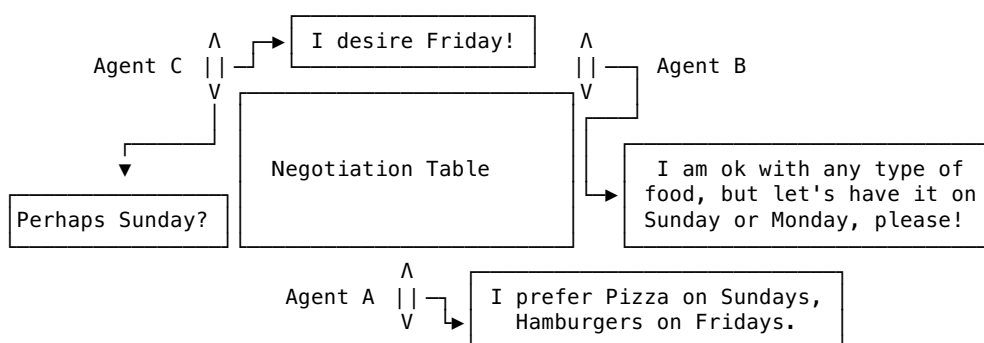 I desire Friday!
Agent C
Agent B
Negotiation Table
I am ok with any type of
food, but let's have it on
Sunday or Monday, please!
Perhaps Sunday?
Agent A
I prefer Pizza on Sundays,
Hamburgers on Fridays.